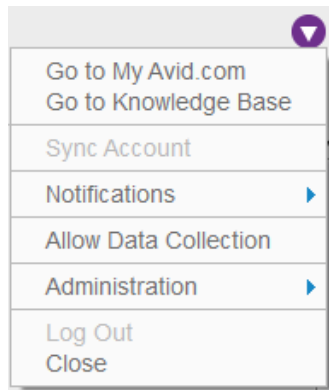 Go to My Avid.com
Go to Knowledge Base
Sync Account
Notifications
Allow Data Collection
Administration
Log Out
Close